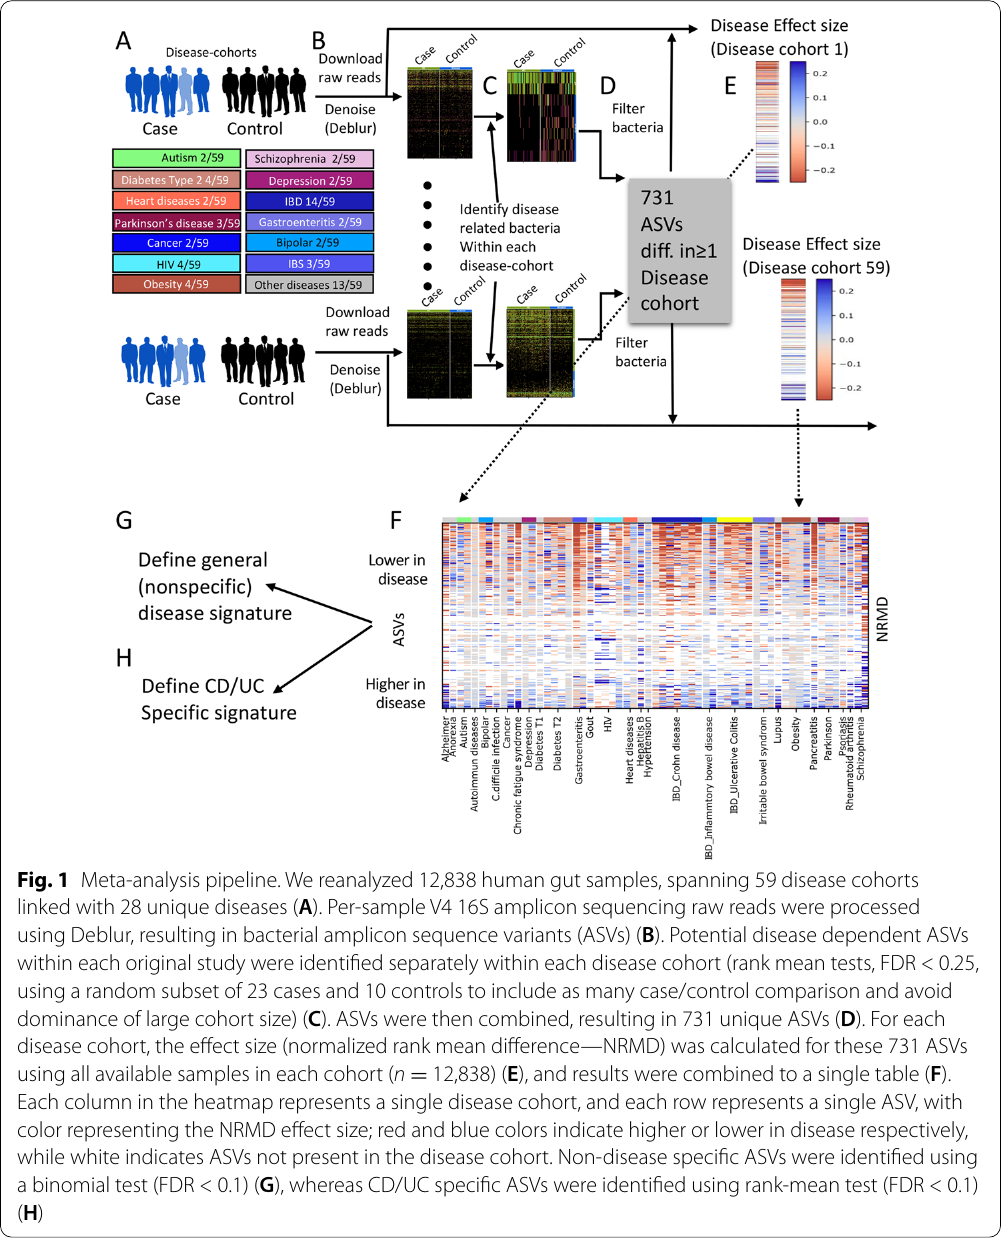 A
Disease-cohorts
Case
Control
B
Download
raw reads
Denoise
(Deblur)
Case
Control
C
Case
Control
D
Filter
bacteria
Disease Effect size
(Disease cohort 1)
E
0.2
0.1
0.0
−0.1
−0.2
Autism 2/59
Schizophrenia 2/59
Diabetes Type 2 4/59
Depression 2/59
Heart diseases 2/59
IBD 14/59
Parkinson's disease 3/59
Gastroenteritis 2/59
Cancer 2/59
Bipolar 2/59
HIV 4/59
IBS 3/59
Obesity 4/59
Other diseases 13/59
Identify disease
related bacteria
Within each
disease-cohort
731
ASVs
diff. in≥1
Disease
cohort
Disease Effect size
(Disease cohort 59)
0.2
0.1
0.0
−0.1
−0.2
Case
Control
Download
raw reads
Denoise
(Deblur)
Case
Control
Case
Control
Filter
bacteria
G
Define general
(nonspecific)
disease signature
H
Define CD/UC
Specific signature
F
Lower in
disease
ASVs
Higher in
disease
NRMD
Alzheimer
Anorexia
Autism
Autoimmun diseases
Bipolar
C.difficile infection
Cancer
Chronic fatigue syndrome
Depression
Diabetes T1
Diabetes T2
Gastroenteritis
Gout
HIV
Heart diseases
Hepatitis B
Hypertension
IBD_Crohn disease
IBD_Inflammtory bowel disease
IBD_Ulcerative Colitis
Irritable bowel syndrom
Lupus
Obesity
Pancreatitis
Parkinson
Psoriasis
Rheumatoid arthritis
Schizophrenia
Fig. 1 Meta-analysis pipeline. We reanalyzed 12,838 human gut samples, spanning 59 disease cohorts
linked with 28 unique diseases (A). Per-sample V4 16S amplicon sequencing raw reads were processed
using Deblur, resulting in bacterial amplicon sequence variants (ASVs) (B). Potential disease dependent ASVs
within each original study were identified separately within each disease cohort (rank mean tests, FDR < 0.25,
using a random subset of 23 cases and 10 controls to include as many case/control comparison and avoid
dominance of large cohort size) (C). ASVs were then combined, resulting in 731 unique ASVs (D). For each
disease cohort, the effect size (normalized rank mean difference—NRMD) was calculated for these 731 ASVs
using all available samples in each cohort (n = 12,838) (E), and results were combined to a single table (F).
Each column in the heatmap represents a single disease cohort, and each row represents a single ASV, with
color representing the NRMD effect size; red and blue colors indicate higher or lower in disease respectively,
while white indicates ASVs not present in the disease cohort. Non-disease specific ASVs were identified using
a binomial test (FDR < 0.1) (G), whereas CD/UC specific ASVs were identified using rank-mean test (FDR < 0.1)
(H)